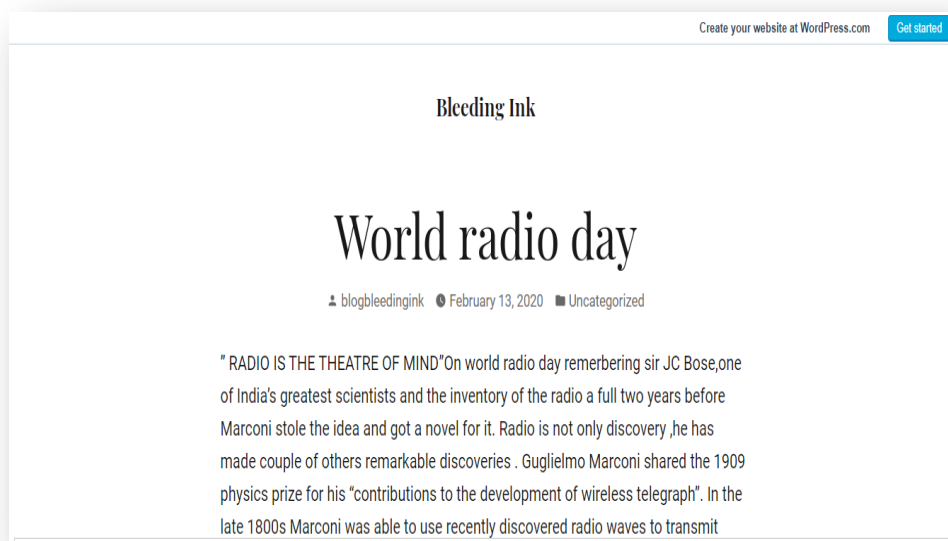 Create your website at WordPress.com Get started
Bleeding Ink
World radio day
blogbleedingink February 13, 2020 Uncategorized
” RADIO IS THE THEATRE OF MIND”On world radio day remerbering sir JC Bose,one
of India’s greatest scientists and the inventory of the radio a full two years before
Marconi stole the idea and got a novel for it. Radio is not only discovery ,he has
made couple of others remarkable discoveries . Guglielmo Marconi shared the 1909
physics prize for his “contributions to the development of wireless telegraph”. In the
late 1800s Marconi was able to use recently discovered radio waves to transmit